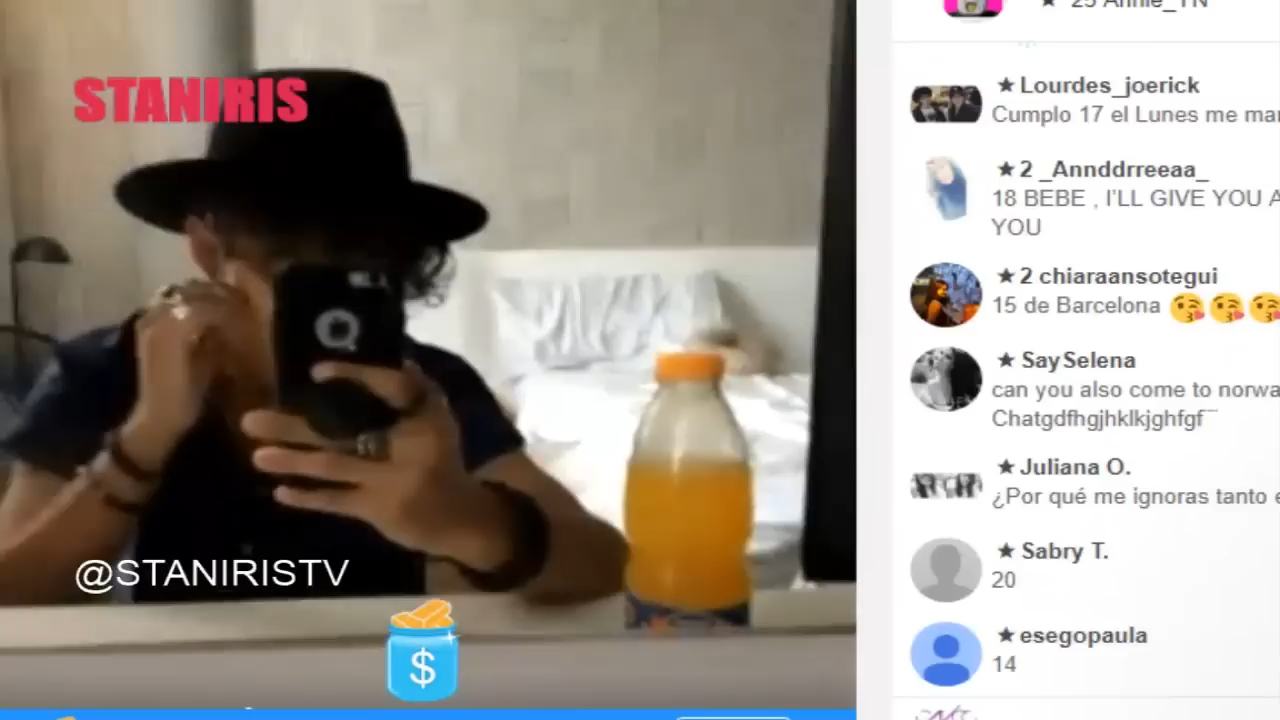 25 Annie_TN
STANIRIS
Lourdes_joerick
Cumplo 17 el Lunes me
2 _Annddrreeaa_
18 BEBE , I'LL GIVE YOU
YOU
2 chiaraansotegui
15 de Barcelona
SaySelena
can you also come to
Chatgdfhgjhklkjghfgf
Juliana O.
¿Por qué me ignoras tanto
Sabry T.
20
esegopaula
14
@STANIRISTV
$